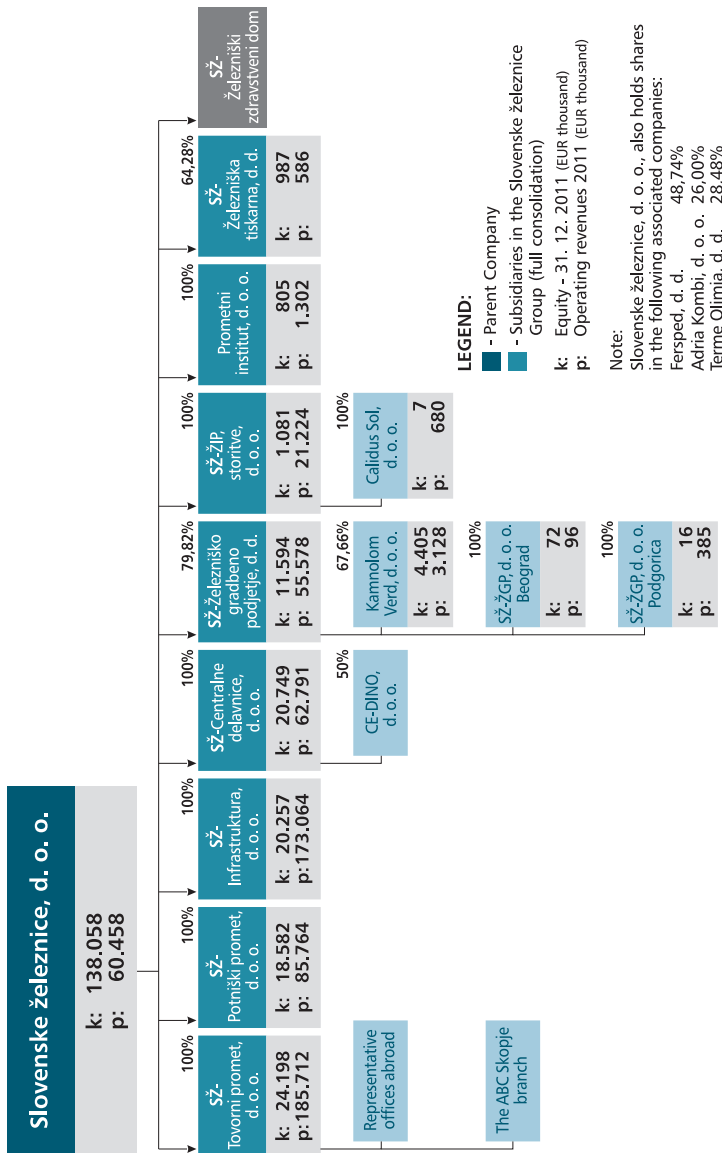 Slovenske železnice, d. o. o.
k: 138.058
p: 60.458
100%
SŽ-
Tovorni promet,
d. o. o.
k: 24.198
p: 185.712
Representative
offices abroad
The ABC Skopje
branch
100%
SŽ-
Potniški promet,
d. o. o.
k: 18.582
p: 85.764
100%
SŽ-
Infrastruktura,
d. o. o.
k: 20.257
p: 173.064
100%
SŽ-Centralne
delavnice,
d. o. o.
k: 20.749
p: 62.791
50%
CE-DINO,
d. o. o.
79,82%
SŽ-Železniško
gradbeno
podjetje, d. d.
k: 11.594
p: 55.578
67,66%
Kamnolom
Verd, d. o. o.
k: 4.405
p: 3.128
100%
SŽ-ŽGP, d. o. o.
Beograd
k: 72
p: 96
100%
SŽ-ŽGP, d. o. o.
Podgorica
k: 16
p: 385
100%
SŽ-ŽIP,
storitve,
d. o. o.
k: 1.081
p: 21.224
100%
Calidus Sol,
d. o. o.
k: 7
p: 680
100%
Prometni
institut, d. o. o.
k: 805
p: 1.302
64,28%
SŽ-
Železniška
tiskarna, d. d.
k: 987
p: 586
SŽ-
Železniški
zdravstveni dom
LEGEND:
- Parent Company
- Subsidiaries in the Slovenske železnice
Group (full consolidation)
k: Equity - 31. 12. 2011 (EUR thousand)
p: Operating revenues 2011 (EUR thousand)
Note:
Slovenske železnice, d. o. o., also holds shares
in the following associated companies:
Fersped, d. d. 48,74%
Adria Kombi, d. o. o. 26,00%
Terme Olimia, d. d. 28,48%